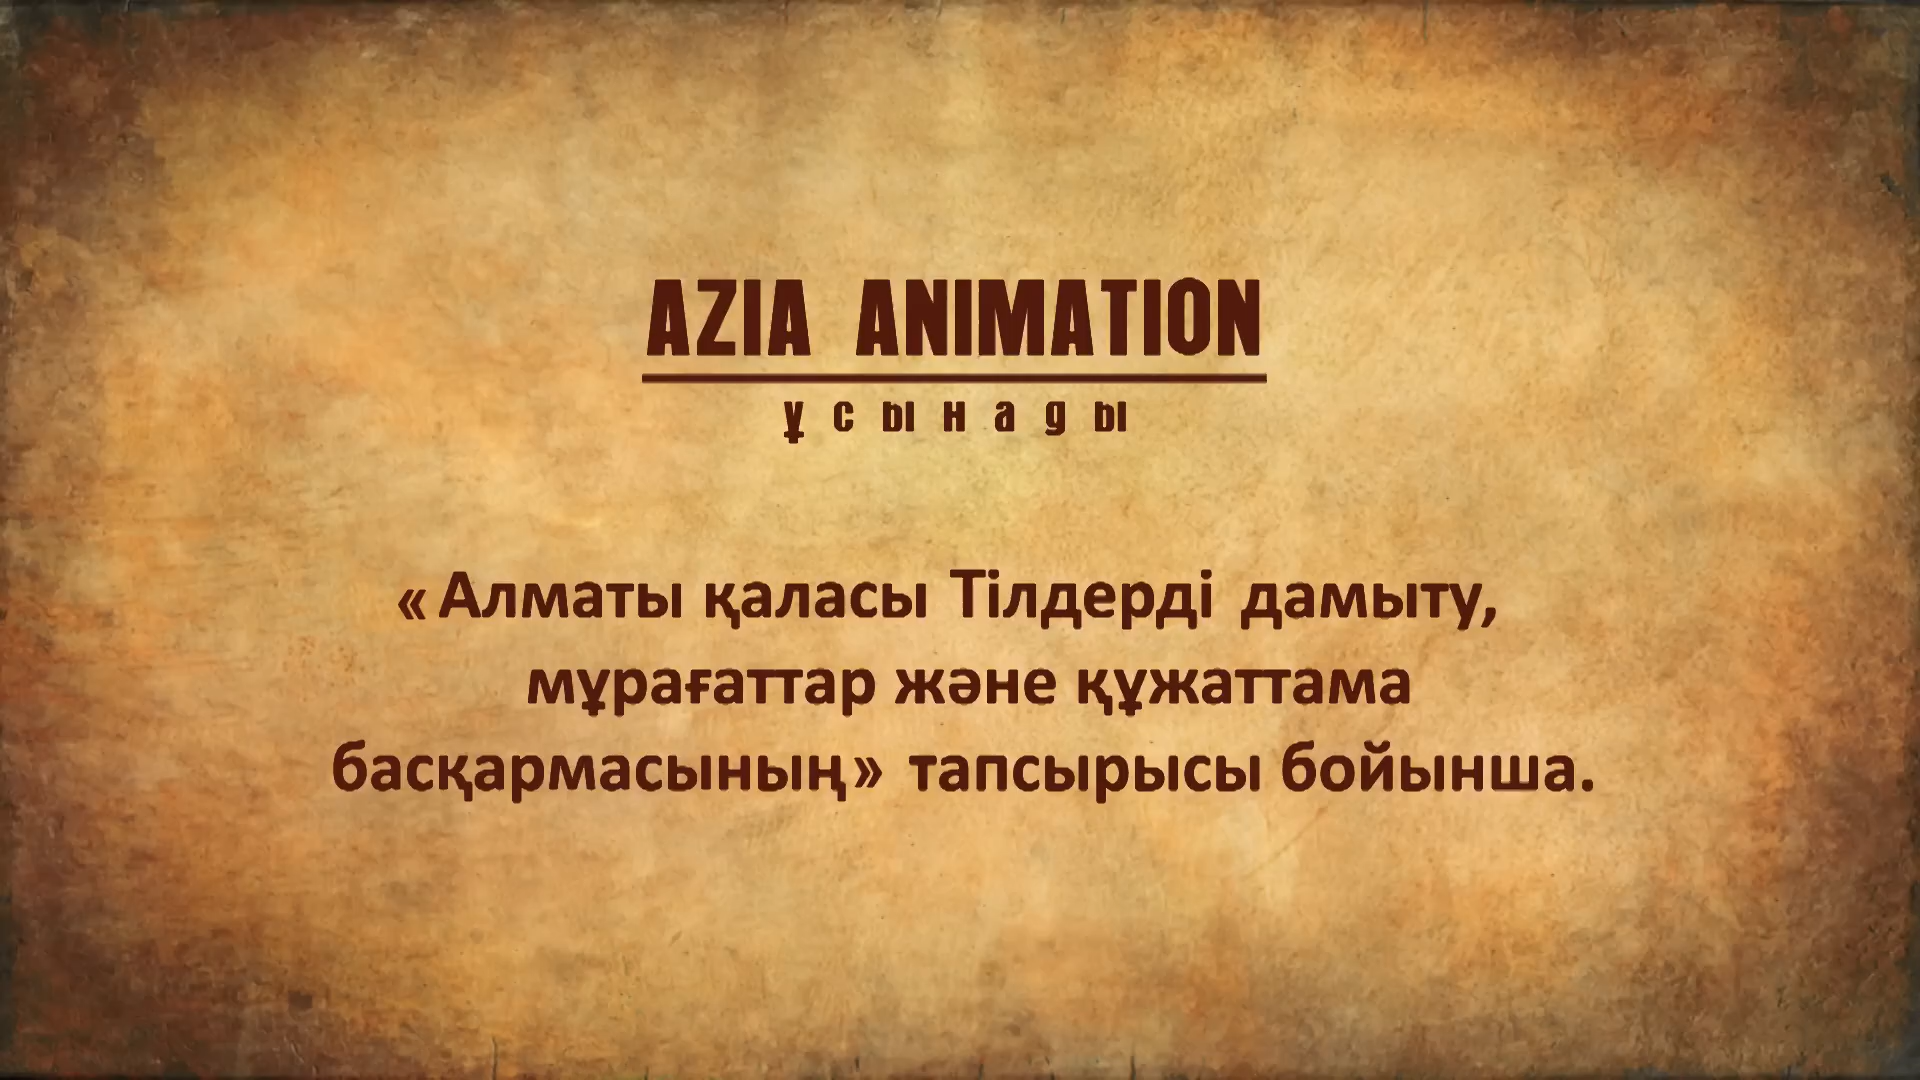 AZIA ANIMATION
ұсынады
« Алматы қаласы Тілдерді дамыту,
мұрағаттар және құжаттама
басқармасының» тапсырысы бойынша.